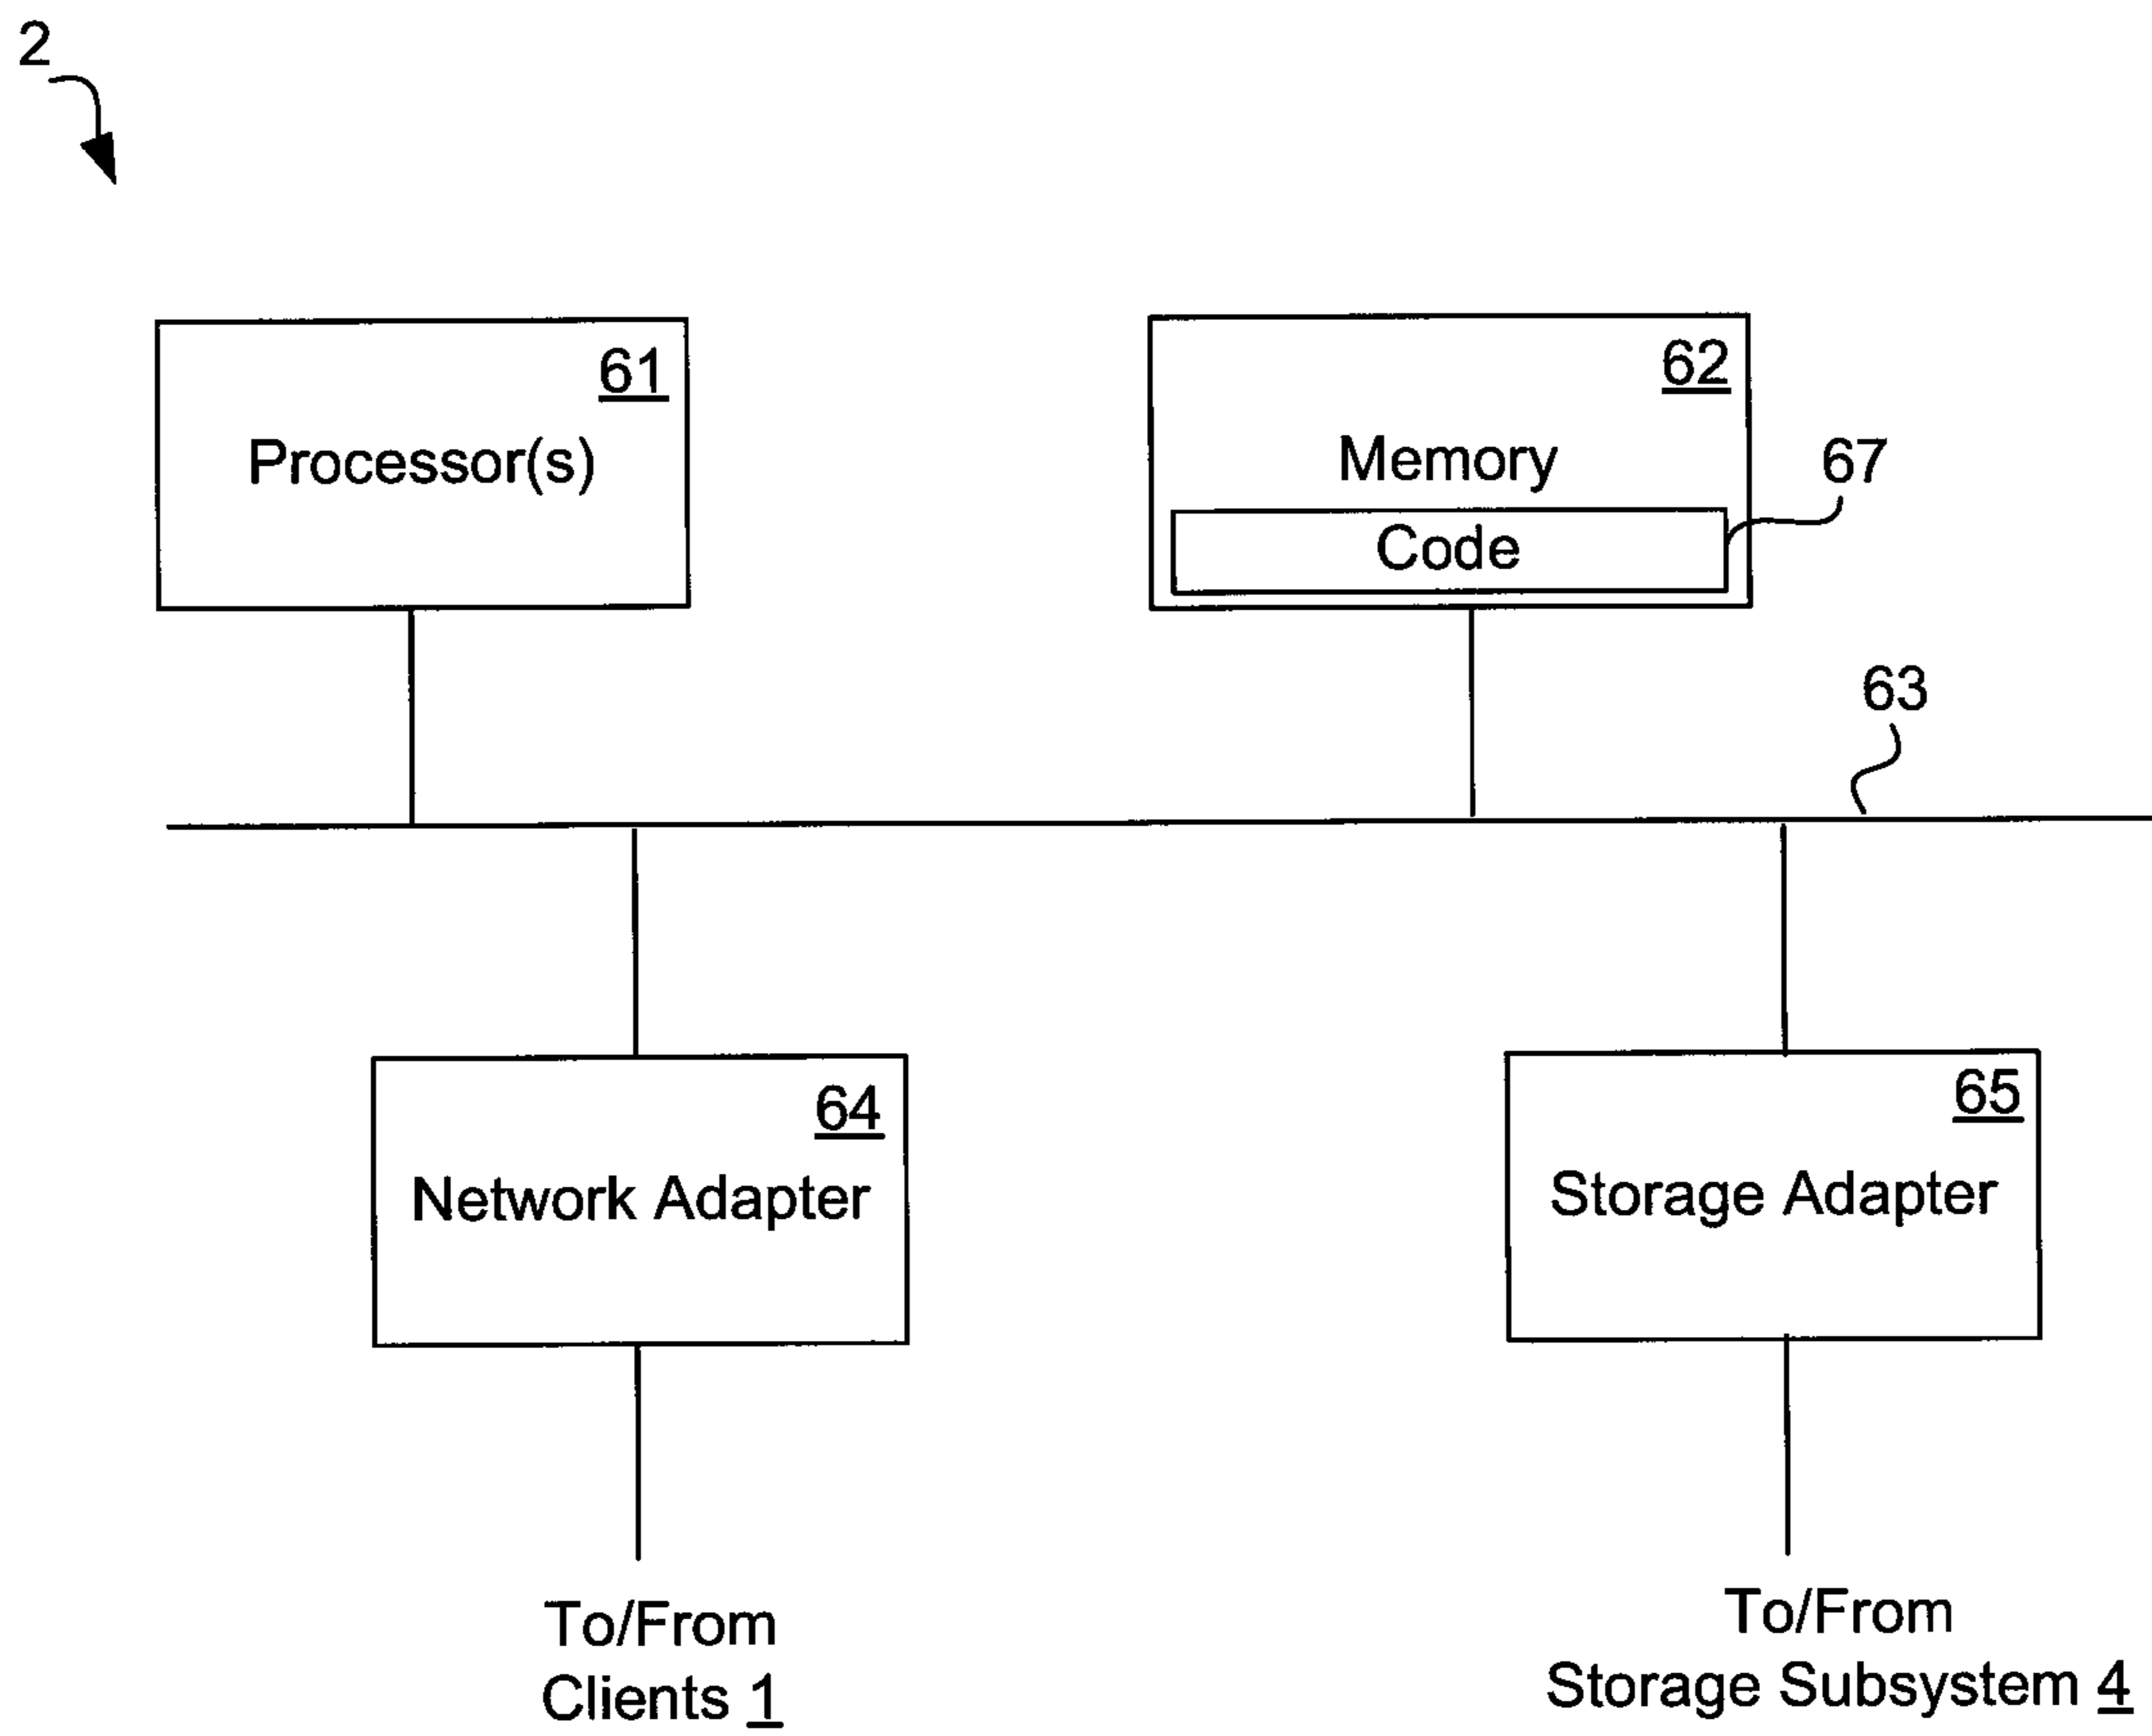 2
61
Processor(s)
62
Memory
67
Code
63
64
Network Adapter
65
Storage Adapter
To/From
Clients 1
To/From
Storage Subsystem 4